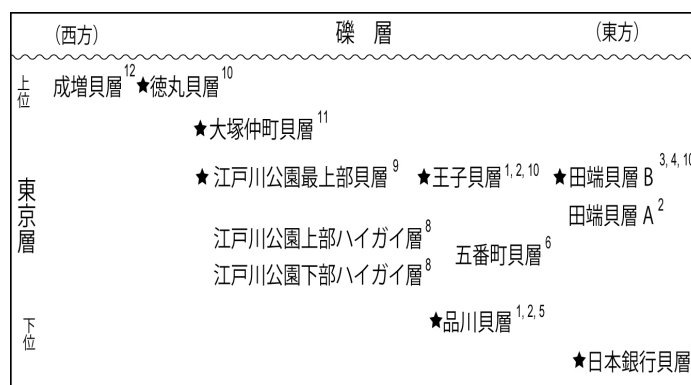 (西方) 礫 層 (東方)
上位 成増貝層12 ★徳丸貝層10
★大塚仲町貝層11
★江戸川公園最上部貝層9 ★王子貝層1, 2, 10 ★田端貝層 B3, 4, 10
田端貝層 A2
東京層
江戸川公園上部ハイガイ層8
五番町貝層6
江戸川公園下部ハイガイ層8
★品川貝層1, 2, 5
下位
★日本銀行貝層